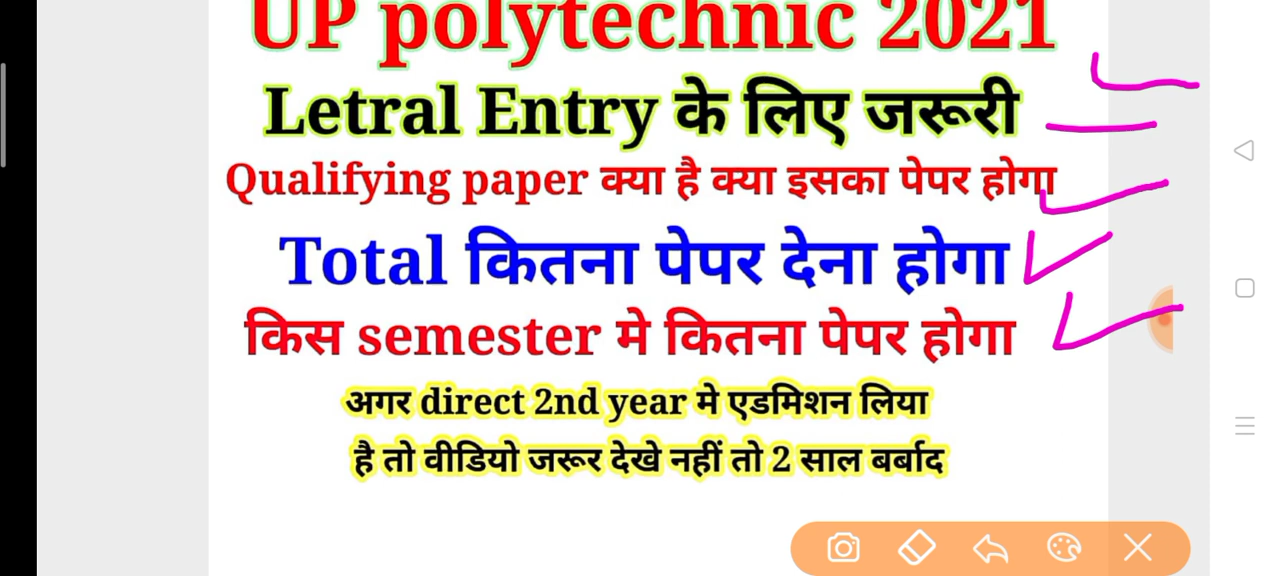 UP polytechnic 2021
Letral Entry के लिए जरूरी
Qualifying paper क्या है क्या इसका पेपर होगा
Total कितना पेपर देना होगा
किस semester मे कितना पेपर होगा
अगर direct 2nd year मे एडमिशन लिया
है तो वीडियो जरूर देखे नहीं तो 2 साल बर्बाद